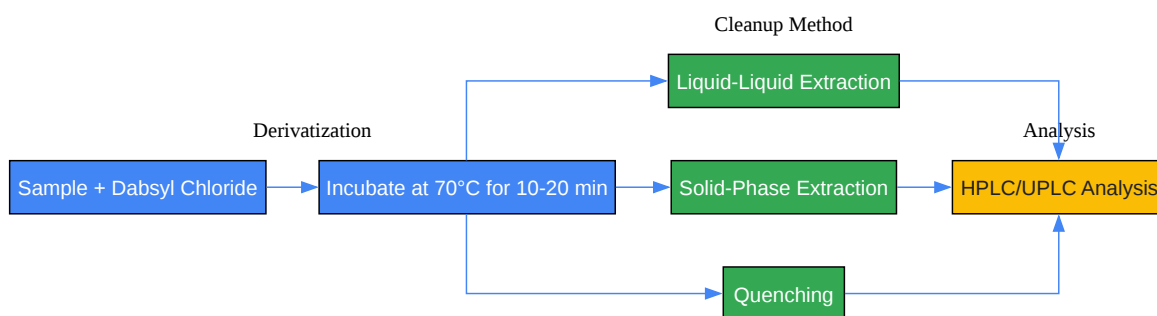 Cleanup Method
Liquid-Liquid Extraction
Derivatization
Analysis
Sample + Dabsyl Chloride
Incubate at 70°C for 10-20 min
Solid-Phase Extraction
HPLC/UPLC Analysis
Quenching